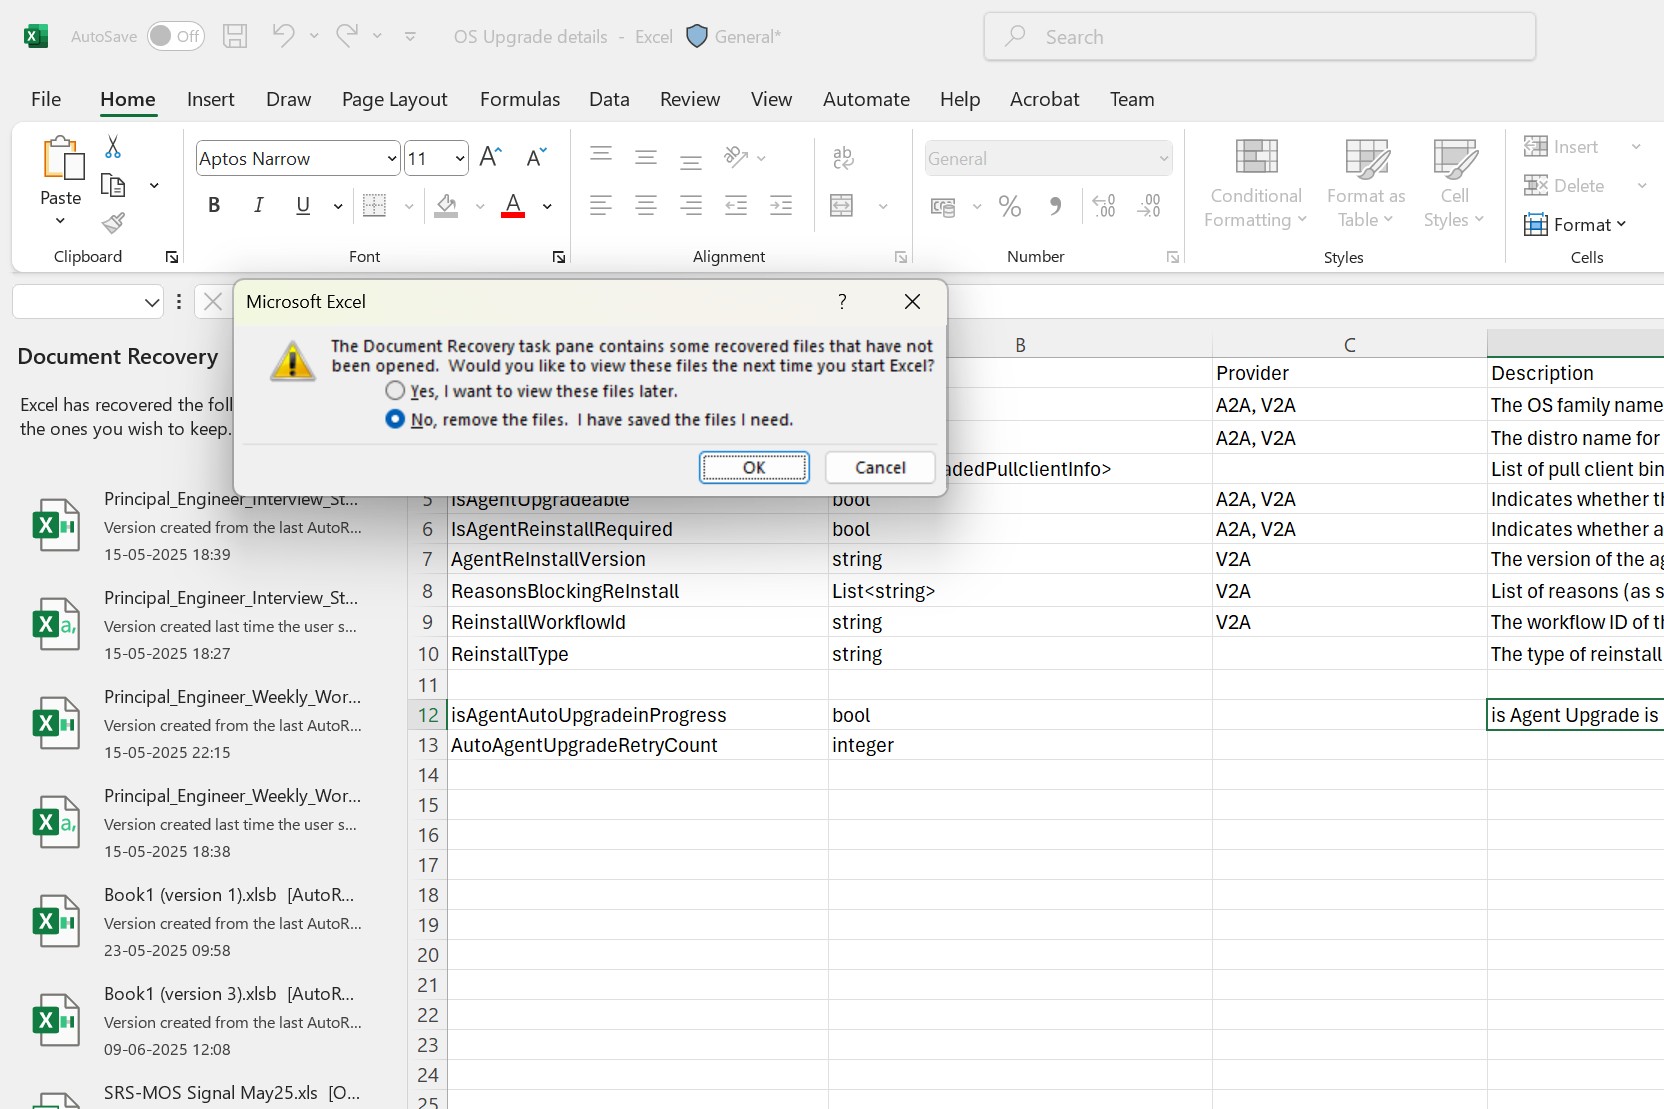 AutoSave Off OS Upgrade details - Excel General* Search
File Home Insert Draw Page Layout Formulas Data Review View Automate Help Acrobat Team
Paste
Clipboard
Aptos Narrow 11
B I U A
Font
ab
Alignment
General
% 9 .00 .00
Number
Conditional Formatting
Format as Table
Cell Styles
Styles
Insert
Delete
Format
Cells
Microsoft Excel ?
The Document Recovery task pane contains some recovered files that have not
been opened. Would you like to view these files the next time you start Excel?
Yes, I want to view these files later.
No, remove the files. I have saved the files I need.
OK Cancel
Document Recovery
Excel has recovered the foll
the ones you wish to keep.
Principal_Engineer_Interview_St...
Version created from the last AutoR...
15-05-2025 18:39
Principal_Engineer_Interview_St...
Version created last time the user s...
15-05-2025 18:27
Principal_Engineer_Weekly_Wor...
Version created from the last AutoR...
15-05-2025 22:15
Principal_Engineer_Weekly_Wor...
Version created last time the user s...
15-05-2025 18:38
Book1 (version 1).xlsb [AutoR...
Version created from the last AutoR...
23-05-2025 09:58
Book1 (version 3).xlsb [AutoR...
Version created from the last AutoR...
09-06-2025 12:08
SRS-MOS Signal May25.xls [O...
B C
Provider Description
A2A, V2A The OS family name
A2A, V2A The distro name for
adedPullclientInfo> List of pull client bin
5 IsAgentUpgradeable bool A2A, V2A Indicates whether th
6 IsAgentReinstallRequired bool A2A, V2A Indicates whether a
7 AgentReInstallVersion string V2A The version of the ag
8 ReasonsBlockingReInstall List<string> V2A List of reasons (as s
9 ReinstallWorkflowId string V2A The workflow ID of th
10 ReinstallType string The type of reinstall
11
12 isAgentAutoUpgradeinProgress bool is Agent Upgrade is
13 AutoAgentUpgradeRetryCount integer
14
15
16
17
18
19
20
21
22
23
24
25